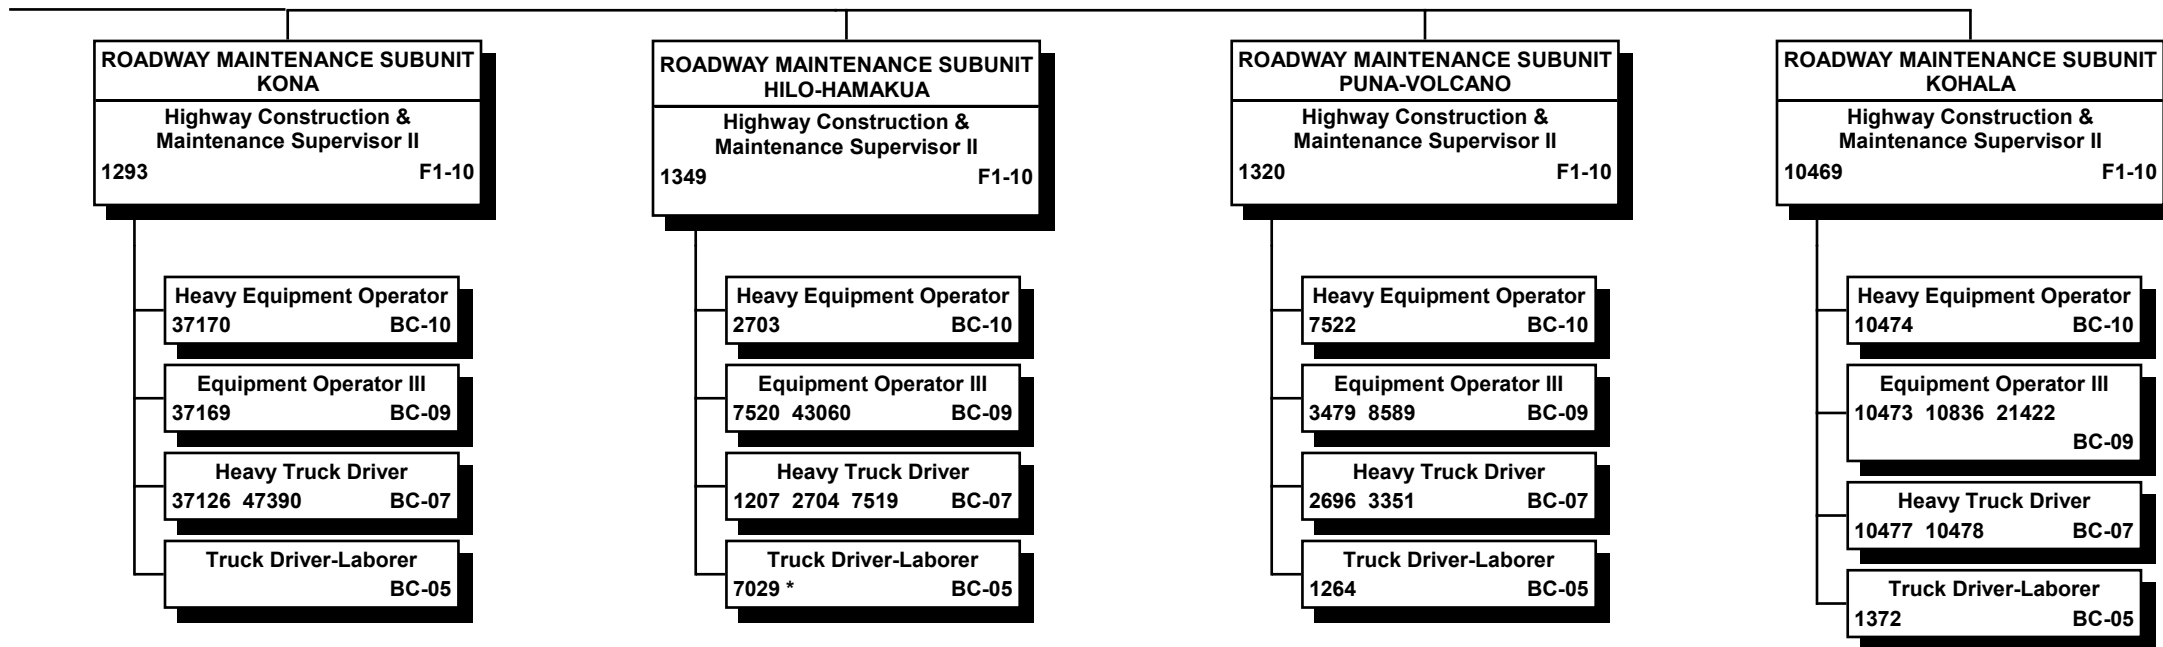 ROADWAY MAINTENANCE SUBUNIT
KONA
Highway Construction &
Maintenance Supervisor II
1293 F1-10
Heavy Equipment Operator
37170 BC-10
Equipment Operator III
37169 BC-09
Heavy Truck Driver
37126 47390 BC-07
Truck Driver-Laborer
BC-05
ROADWAY MAINTENANCE SUBUNIT
HILO-HAMAKUA
Highway Construction &
Maintenance Supervisor II
1349 F1-10
Heavy Equipment Operator
2703 BC-10
Equipment Operator III
7520 43060 BC-09
Heavy Truck Driver
1207 2704 7519 BC-07
Truck Driver-Laborer
7029 * BC-05
ROADWAY MAINTENANCE SUBUNIT
PUNA-VOLCANO
Highway Construction &
Maintenance Supervisor II
1320 F1-10
Heavy Equipment Operator
7522 BC-10
Equipment Operator III
3479 8589 BC-09
Heavy Truck Driver
2696 3351 BC-07
Truck Driver-Laborer
1264 BC-05
ROADWAY MAINTENANCE SUBUNIT
KOHALA
Highway Construction &
Maintenance Supervisor II
10469 F1-10
Heavy Equipment Operator
10474 BC-10
Equipment Operator III
10473 10836 21422
BC-09
Heavy Truck Driver
10477 10478 BC-07
Truck Driver-Laborer
1372 BC-05